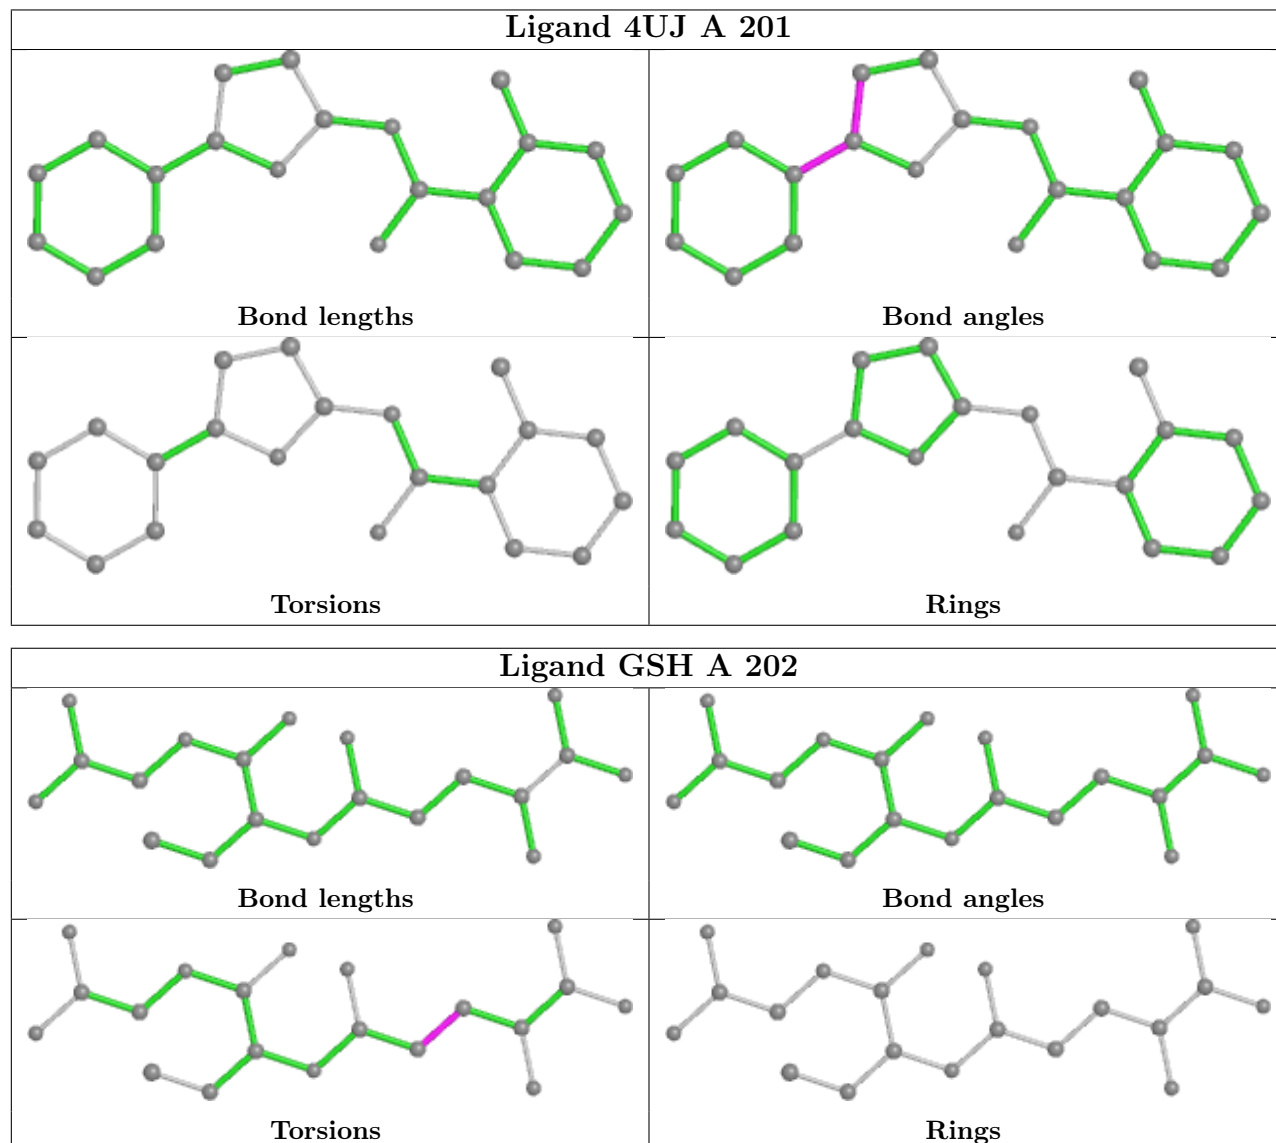 Ligand 4UJ A 201
Bond lengths
Bond angles
Torsions
Rings
Ligand GSH A 202
Bond lengths
Bond angles
Torsions
Rings